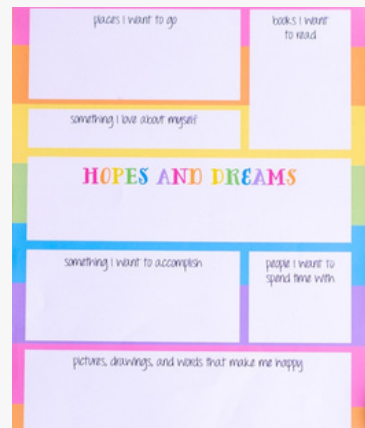 places I want to go
books I want
to read
something I love about myself
HOPES AND DREAMS
something I want to accomplish
people I want to
spend time with
pictures, drawings, and words that make me happy